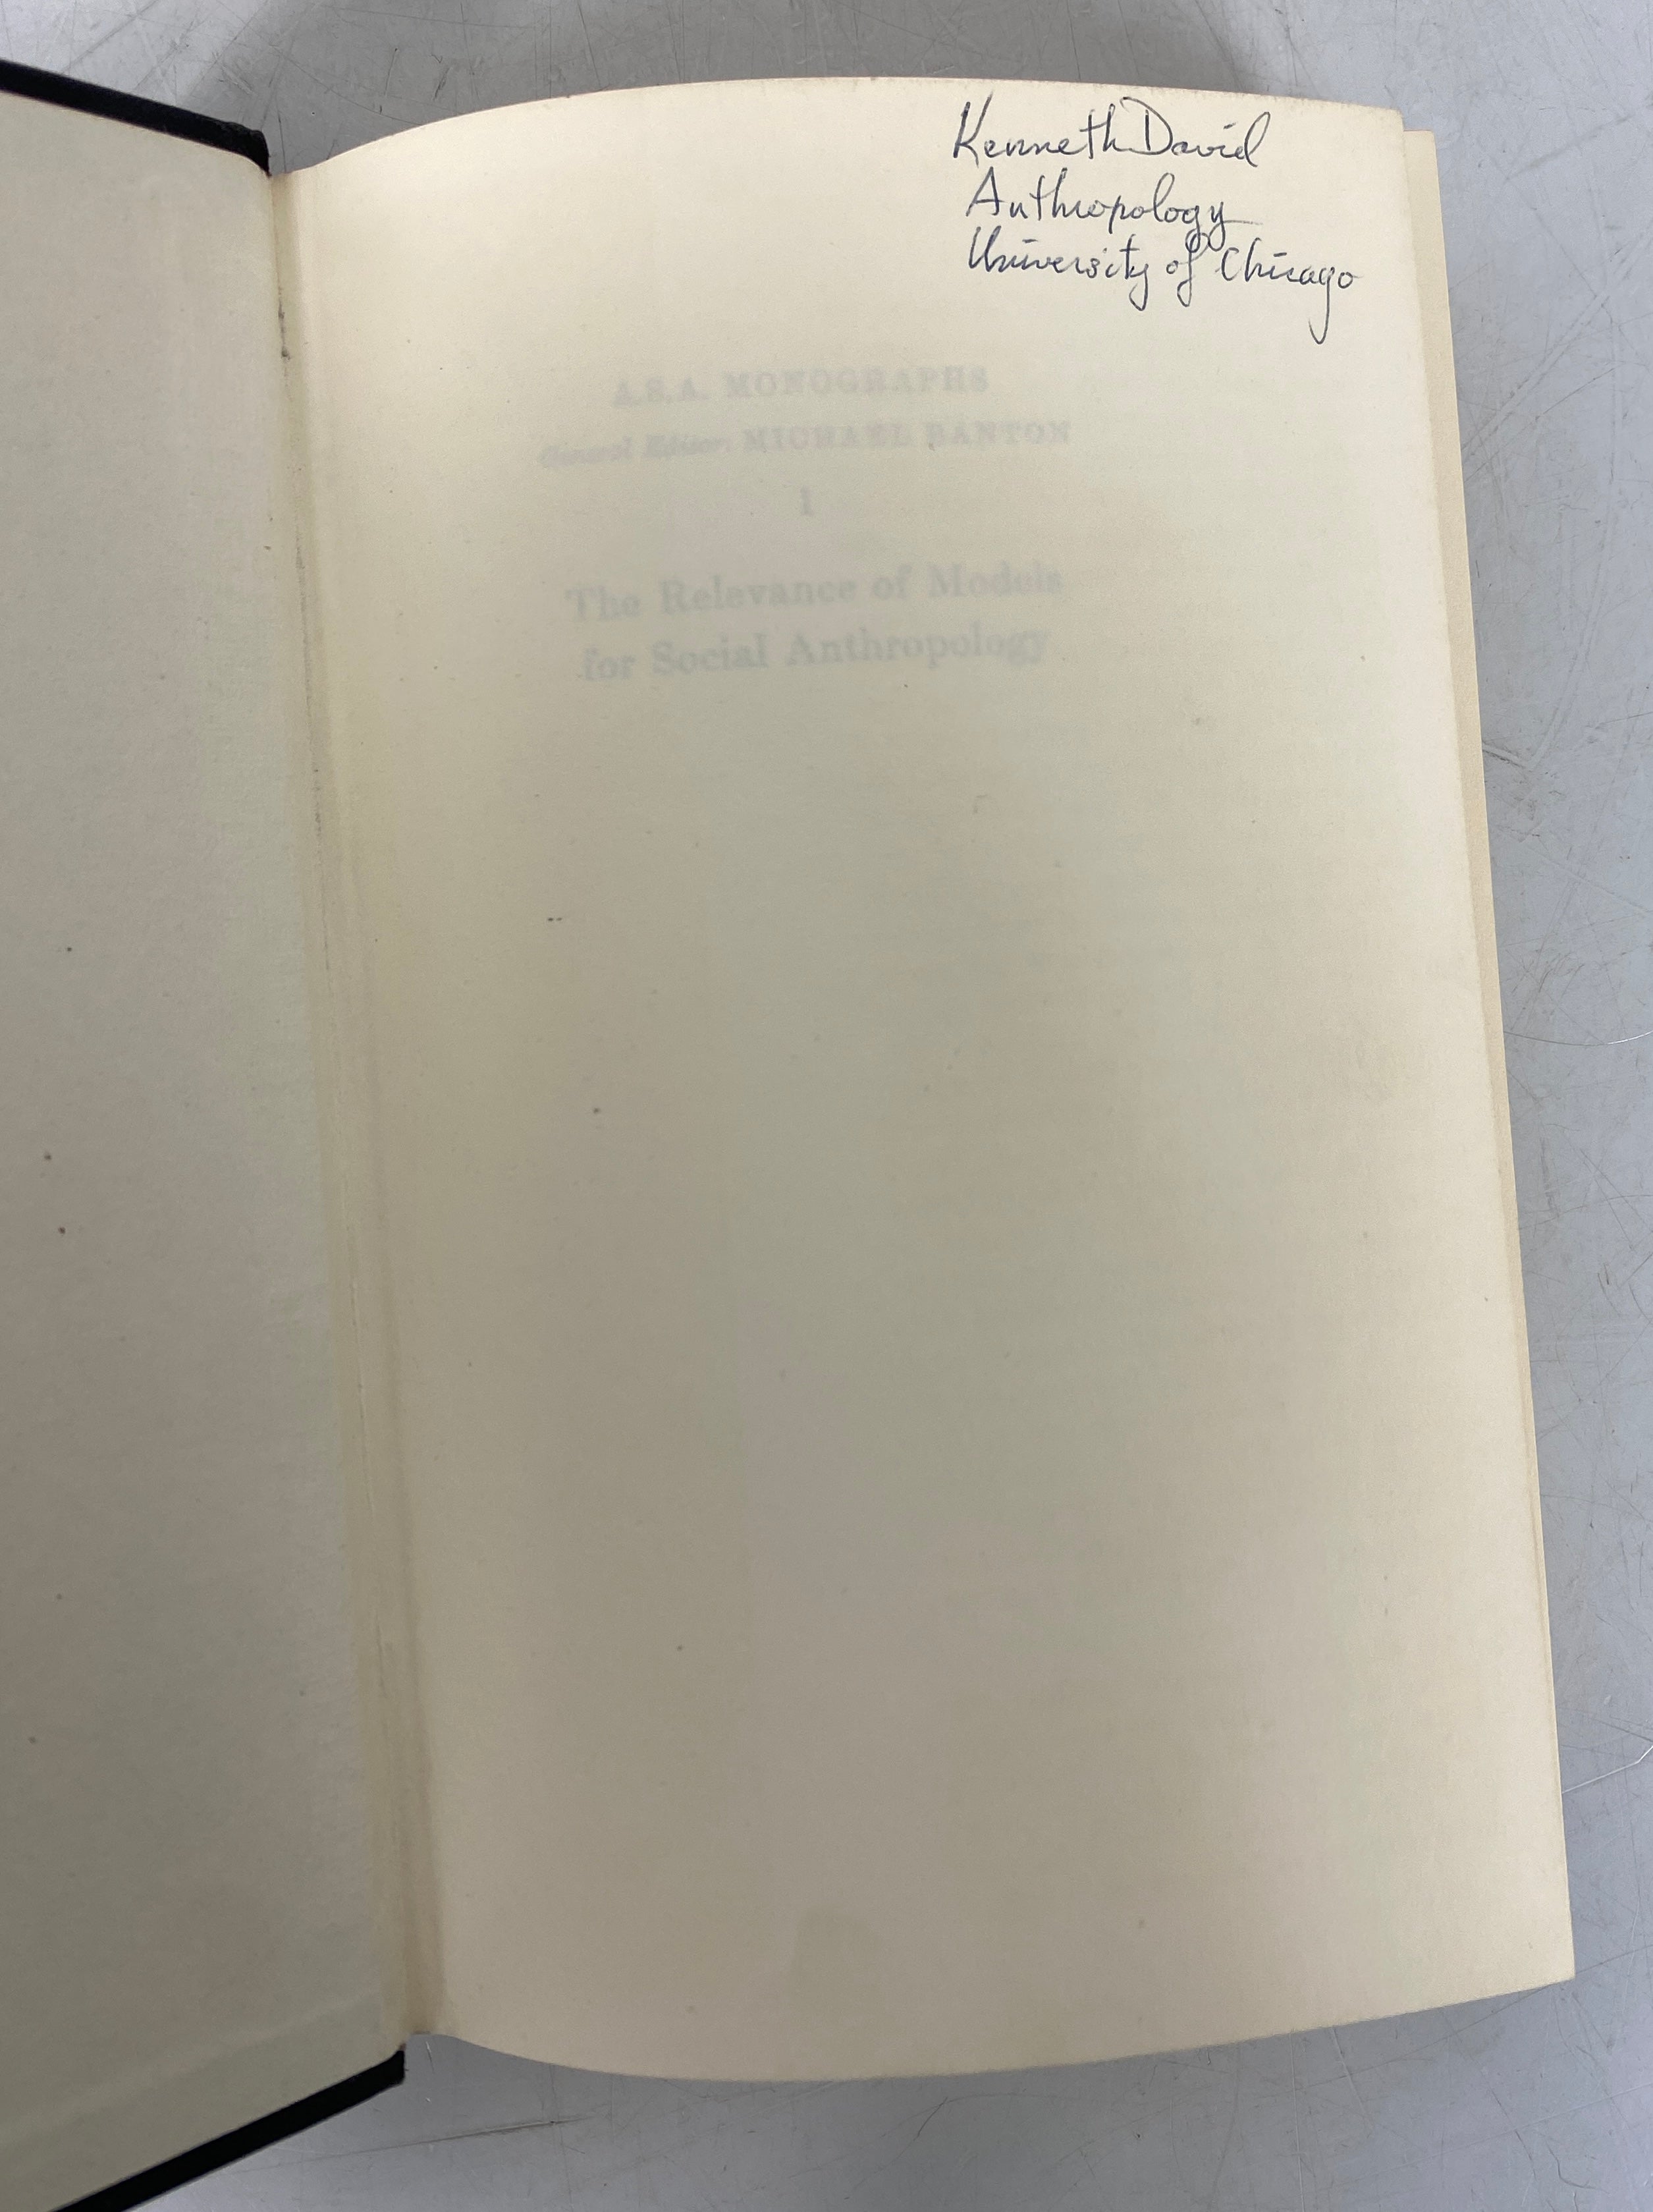 Kenneth David
Anthropology
University of Chicago
A.S.A. MONOGRAPHS
General Editor: MICHAEL BANTON
1
The Relevance of Models
for Social Anthropology